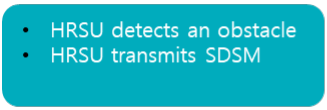 • HRSU detects an obstacle
• HRSU transmits SDSM